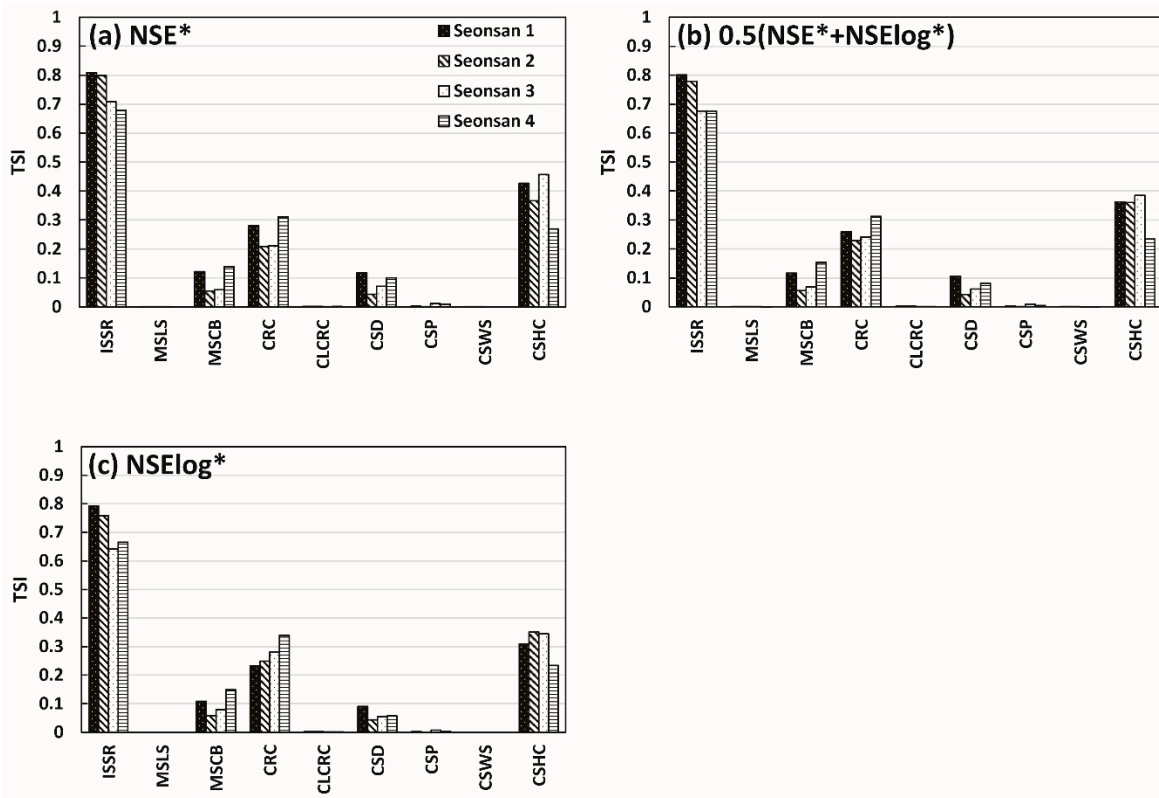 (a) NSE*
Seonsan 1
Seonsan 2
Seonsan 3
Seonsan 4
1
0.9
0.8
0.7
0.6
0.5
0.4
0.3
0.2
0.1
0
TSI
ISSR
MSLS
MSCB
CRC
CLCRC
CSD
CSP
CSWS
CSHC
(b) 0.5(NSE*+NSElog*)
1
0.9
0.8
0.7
0.6
0.5
0.4
0.3
0.2
0.1
0
TSI
ISSR
MSLS
MSCB
CRC
CLCRC
CSD
CSP
CSWS
CSHC
(c) NSElog*
1
0.9
0.8
0.7
0.6
0.5
0.4
0.3
0.2
0.1
0
TSI
ISSR
MSLS
MSCB
CRC
CLCRC
CSD
CSP
CSWS
CSHC